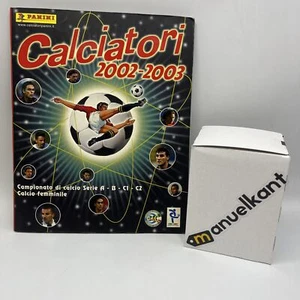 PANINI
Calciatori
2002-2003
Campionato di calcio Serie A - B - C1 - C2
Calcio femminile
manuelkant